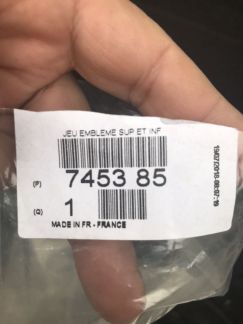 JEU EMBLEME SUP ET INF
(P) 7453 85
(Q) 1
MADE IN FR - FRANCE